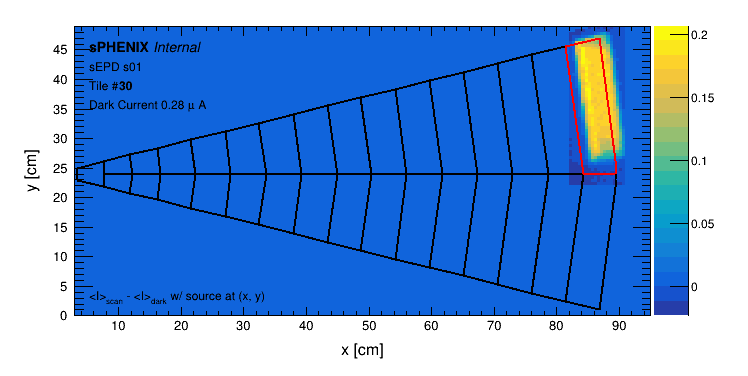 sPHENIX Internal
sEPD s01
Tile #30
Dark Current 0.28 μ A
<I>scan - <I>dark w/ source at (x, y)
y [cm]
45
40
35
30
25
20
15
10
5
0
10 20 30 40 50 60 70 80 90
x [cm]
0.2
0.15
0.1
0.05
0